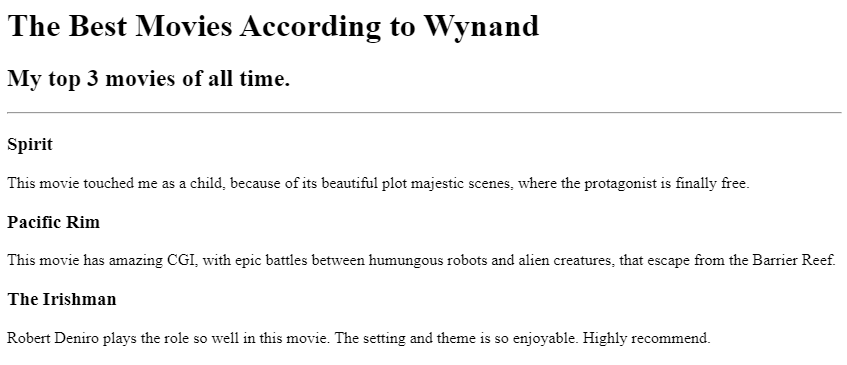 The Best Movies According to Wynand
My top 3 movies of all time.
Spirit
This movie touched me as a child, because of its beautiful plot majestic scenes, where the protagonist is finally free.
Pacific Rim
This movie has amazing CGI, with epic battles between humungous robots and alien creatures, that escape from the Barrier Reef.
The Irishman
Robert Deniro plays the role so well in this movie. The setting and theme is so enjoyable. Highly recommend.